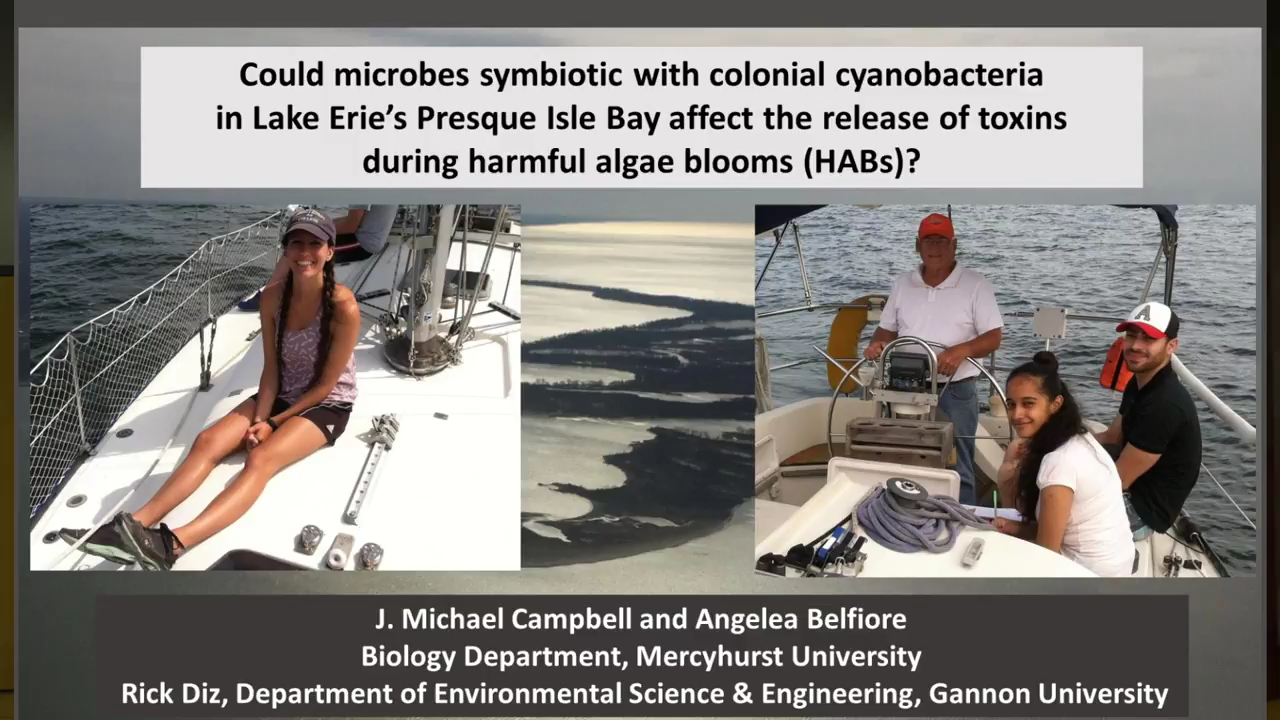 Could microbes symbiotic with colonial cyanobacteria
in Lake Erie's Presque Isle Bay affect the release of toxins
during harmful algae blooms (HABs)?
A
J. Michael Campbell and Angelea Belfiore
Biology Department, Mercyhurst University
Rick Diz, Department of Environmental Science & Engineering, Gannon University